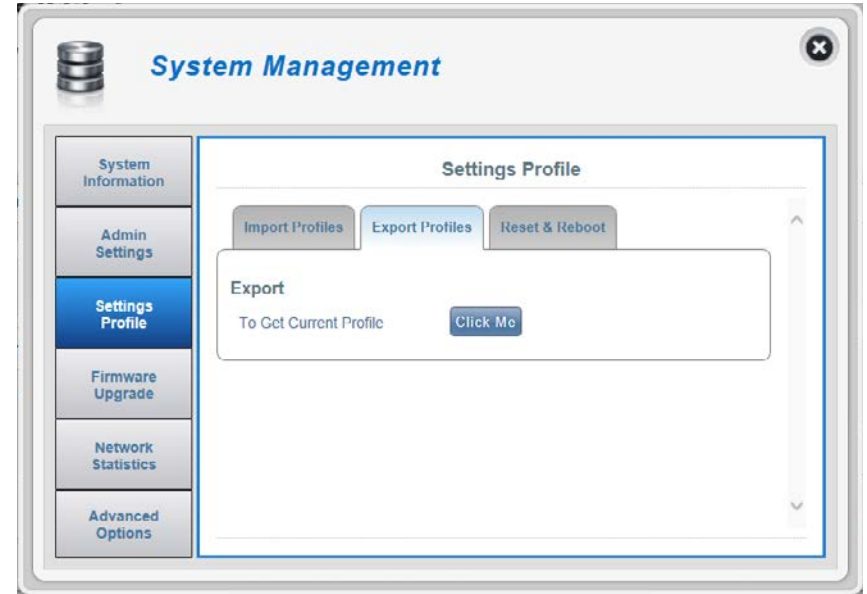 System Management
System
Information
Admin
Settings
Settings
Profile
Firmware
Upgrade
Network
Statistics
Advanced
Options
Settings Profile
Import Profiles
Export Profiles
Reset & Reboot
Export
To Get Current Profile
Click Me